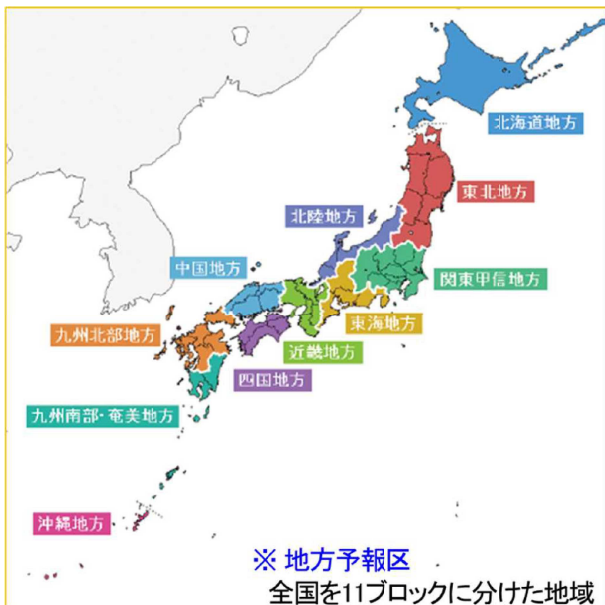 北海道地方
東北地方
北陸地方
中国地方
関東甲信地方
九州北部地方
東海地方
近畿地方
四国地方
九州南部・奄美地方
沖縄地方
※ 地方予報区
全国を11ブロックに分けた地域